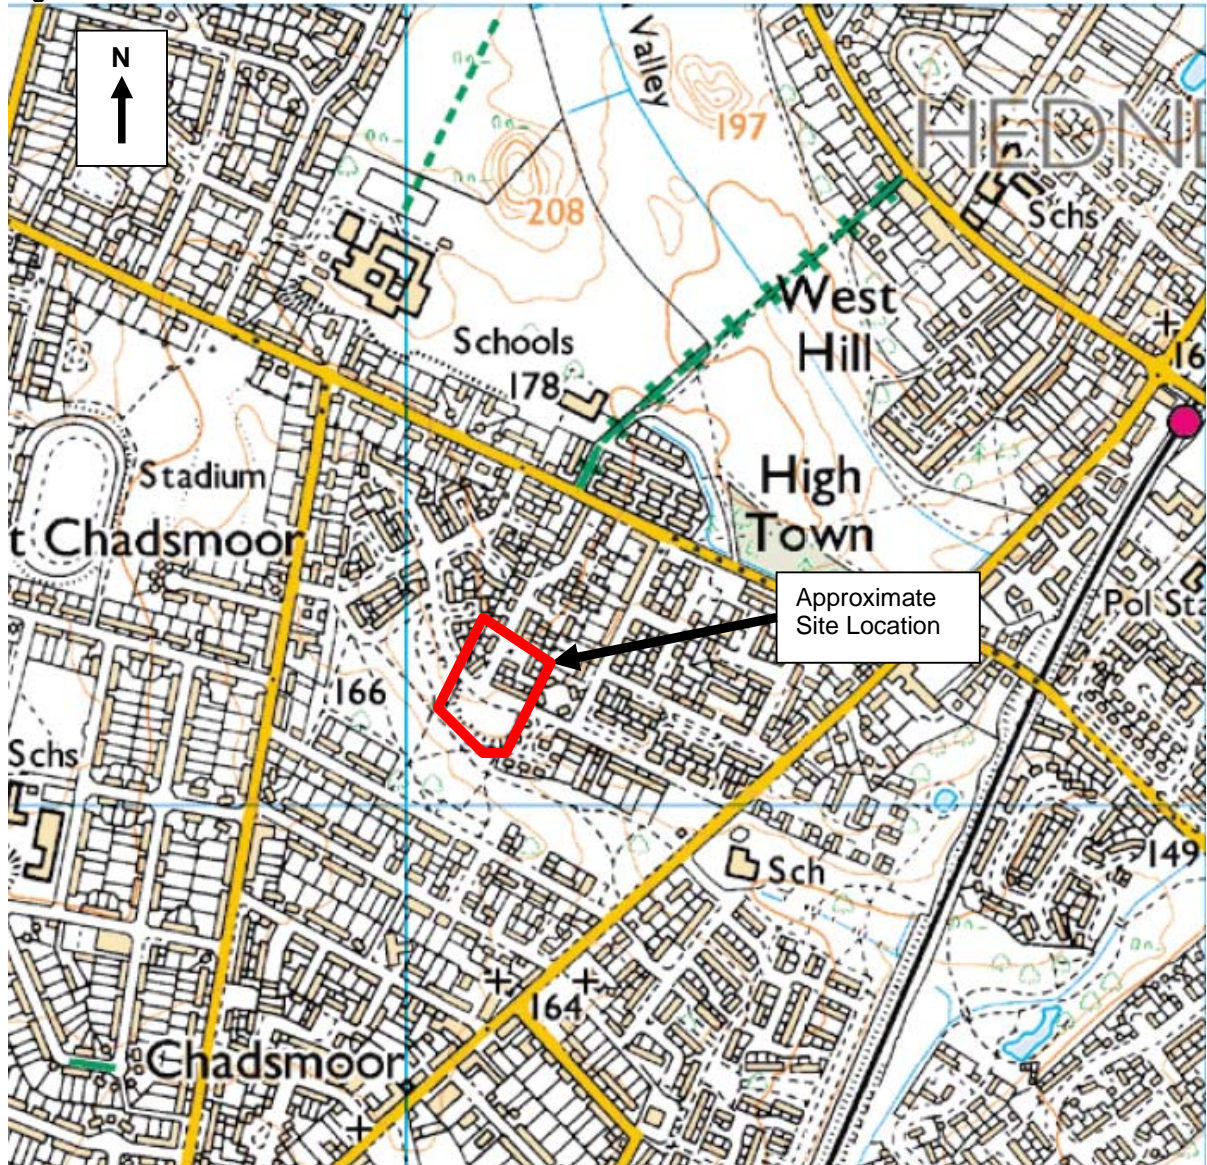 N
Valley
197
HEDNE
208
Schs
West
Hill
16
Schools
178
Stadium
High
Town
t Chadsmoor
Approximate
Site Location
Pol Sta
166
Schs
149
Sch
164
Chadsmoor